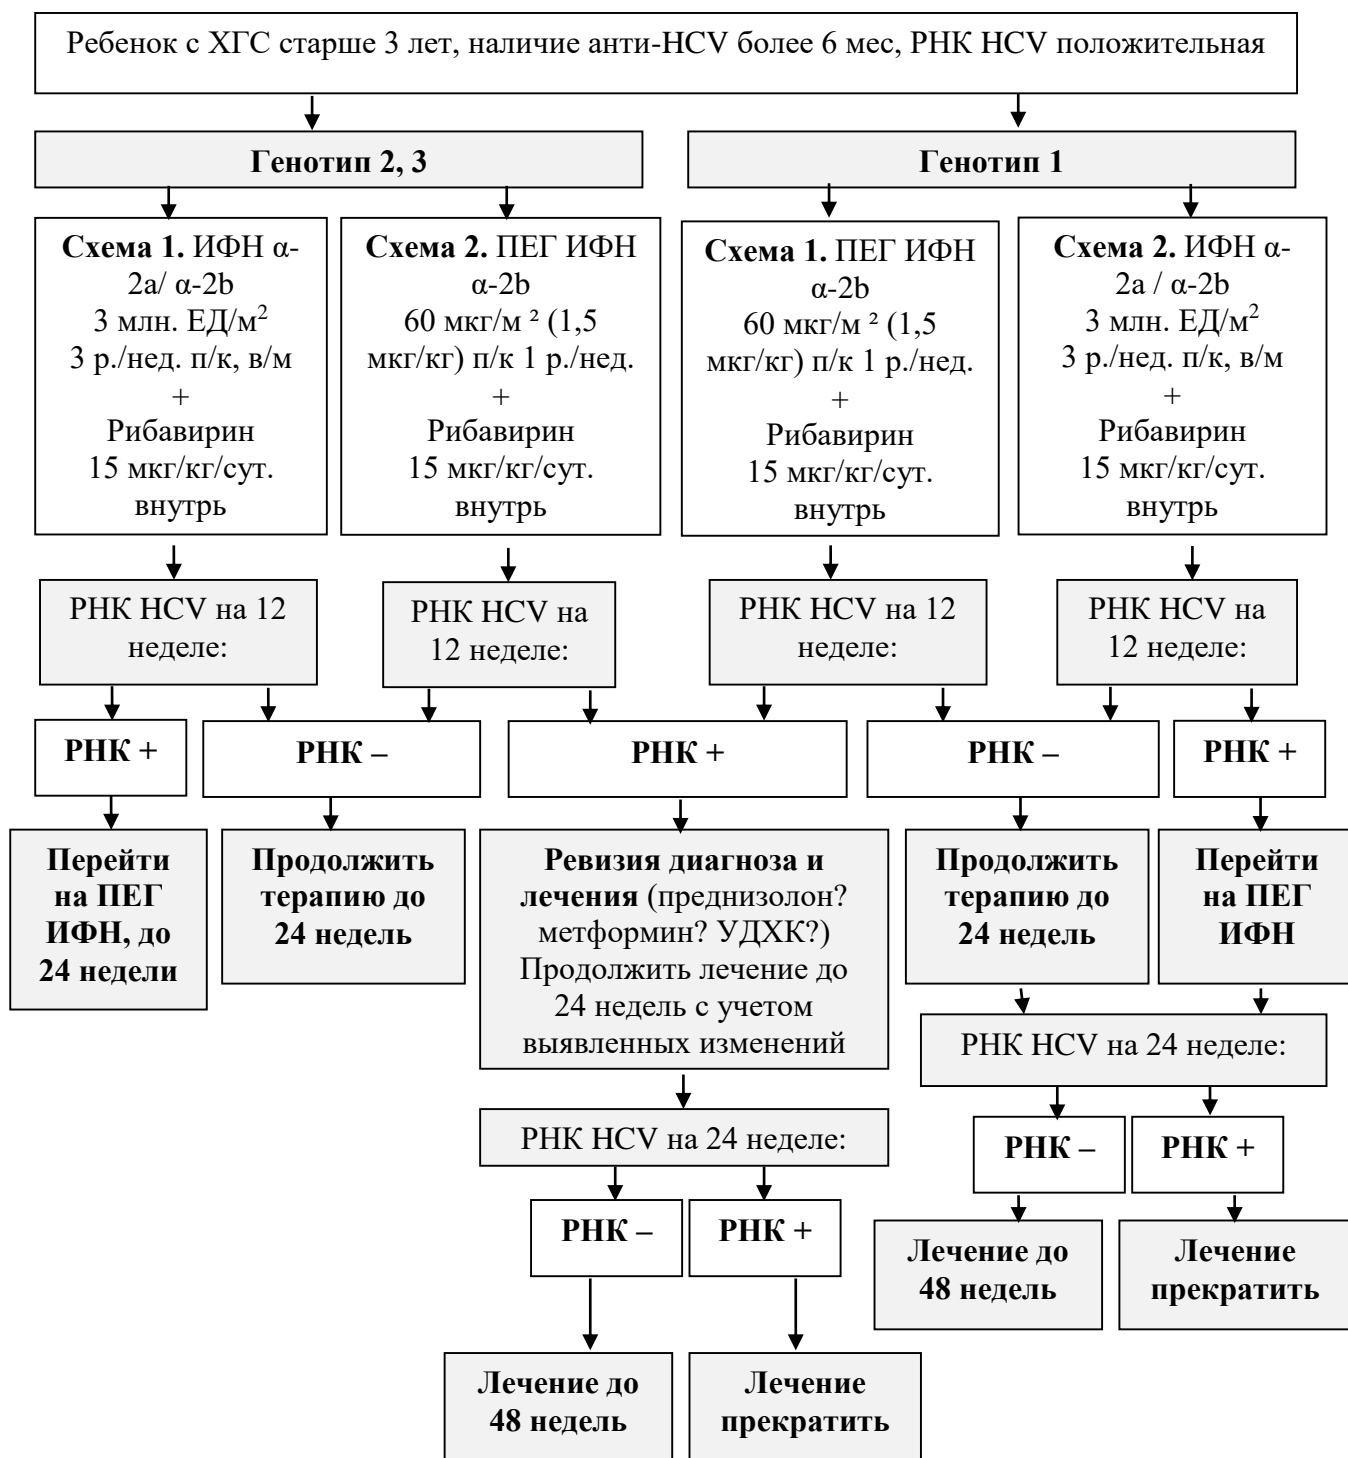 Ребенок с ХГС старше 3 лет, наличие анти-HCV более 6 мес, РНК HCV положительная
Генотип 2, 3
Генотип 1
Схема 1. ИФН α-
2a/ α-2b
3 млн. ЕД/м²
3 р./нед. п/к, в/м
+
Рибавирин
15 мкг/кг/сут.
внутрь
Схема 2. ПЕГ ИФН
α-2b
60 мкг/м ² (1,5
мкг/кг) п/к 1 р./нед.
+
Рибавирин
15 мкг/кг/сут.
внутрь
Схема 1. ПЕГ ИФН
α-2b
60 мкг/м ² (1,5
мкг/кг) п/к 1 р./нед.
+
Рибавирин
15 мкг/кг/сут.
внутрь
Схема 2. ИФН α-
2a / α-2b
3 млн. ЕД/м²
3 р./нед. п/к, в/м
+
Рибавирин
15 мкг/кг/сут.
внутрь
РНК HCV на 12
неделе:
РНК HCV на
12 неделе:
РНК HCV на 12
неделе:
РНК HCV на
12 неделе:
РНК +
РНК –
РНК +
РНК –
РНК +
Перейти
на ПЕГ
ИФН, до
24 недели
Продолжить
терапию до
24 недель
Ревизия диагноза и
лечения (преднизолон?
метформин? УДХК?)
Продолжить лечение до
24 недель с учетом
выявленных изменений
Продолжить
терапию до
24 недель
Перейти
на ПЕГ
ИФН
РНК HCV на 24 неделе:
РНК HCV на 24 неделе:
РНК –
РНК +
РНК –
РНК +
Лечение до
48 недель
Лечение
прекратить
Лечение до
48 недель
Лечение
прекратить